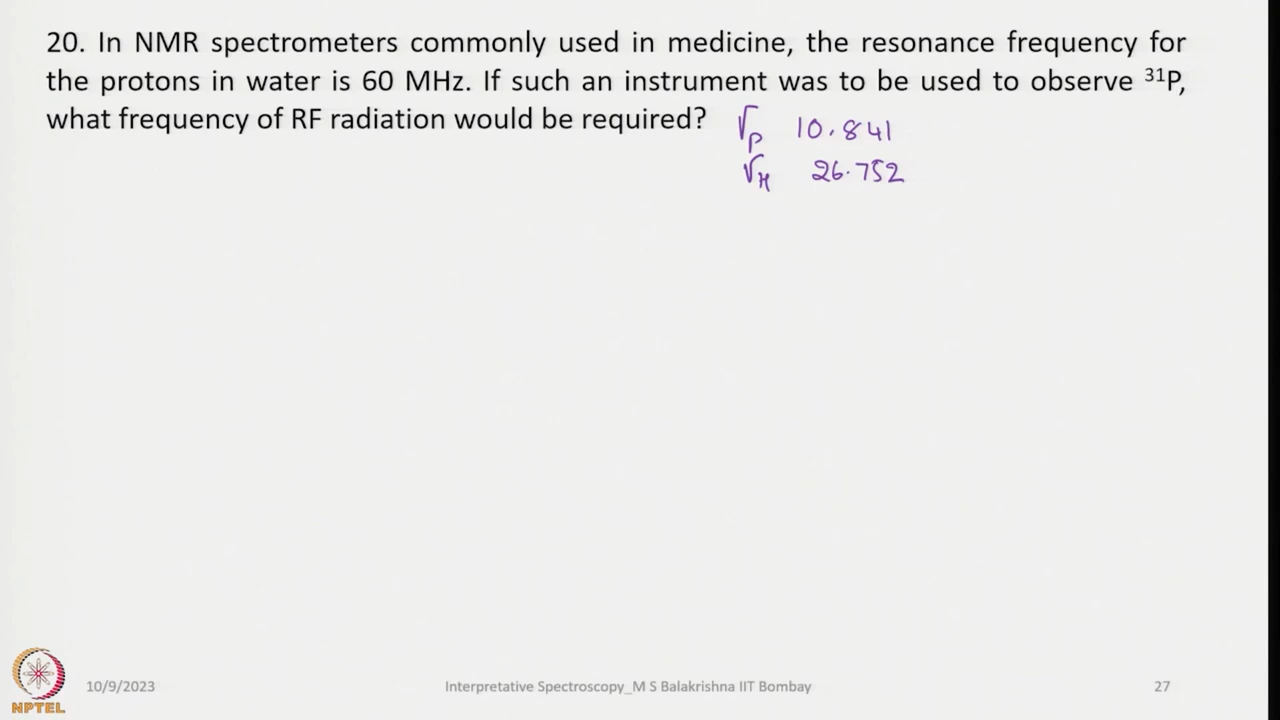 20. In NMR spectrometers commonly used in medicine, the resonance frequency for
the protons in water is 60 MHz. If such an instrument was to be used to observe ³¹P,
what frequency of RF radiation would be required?
γP 10.841
γH 26.752
NPTEL
10/9/2023
Interpretative Spectroscopy_M S Balakrishna IIT Bombay
27